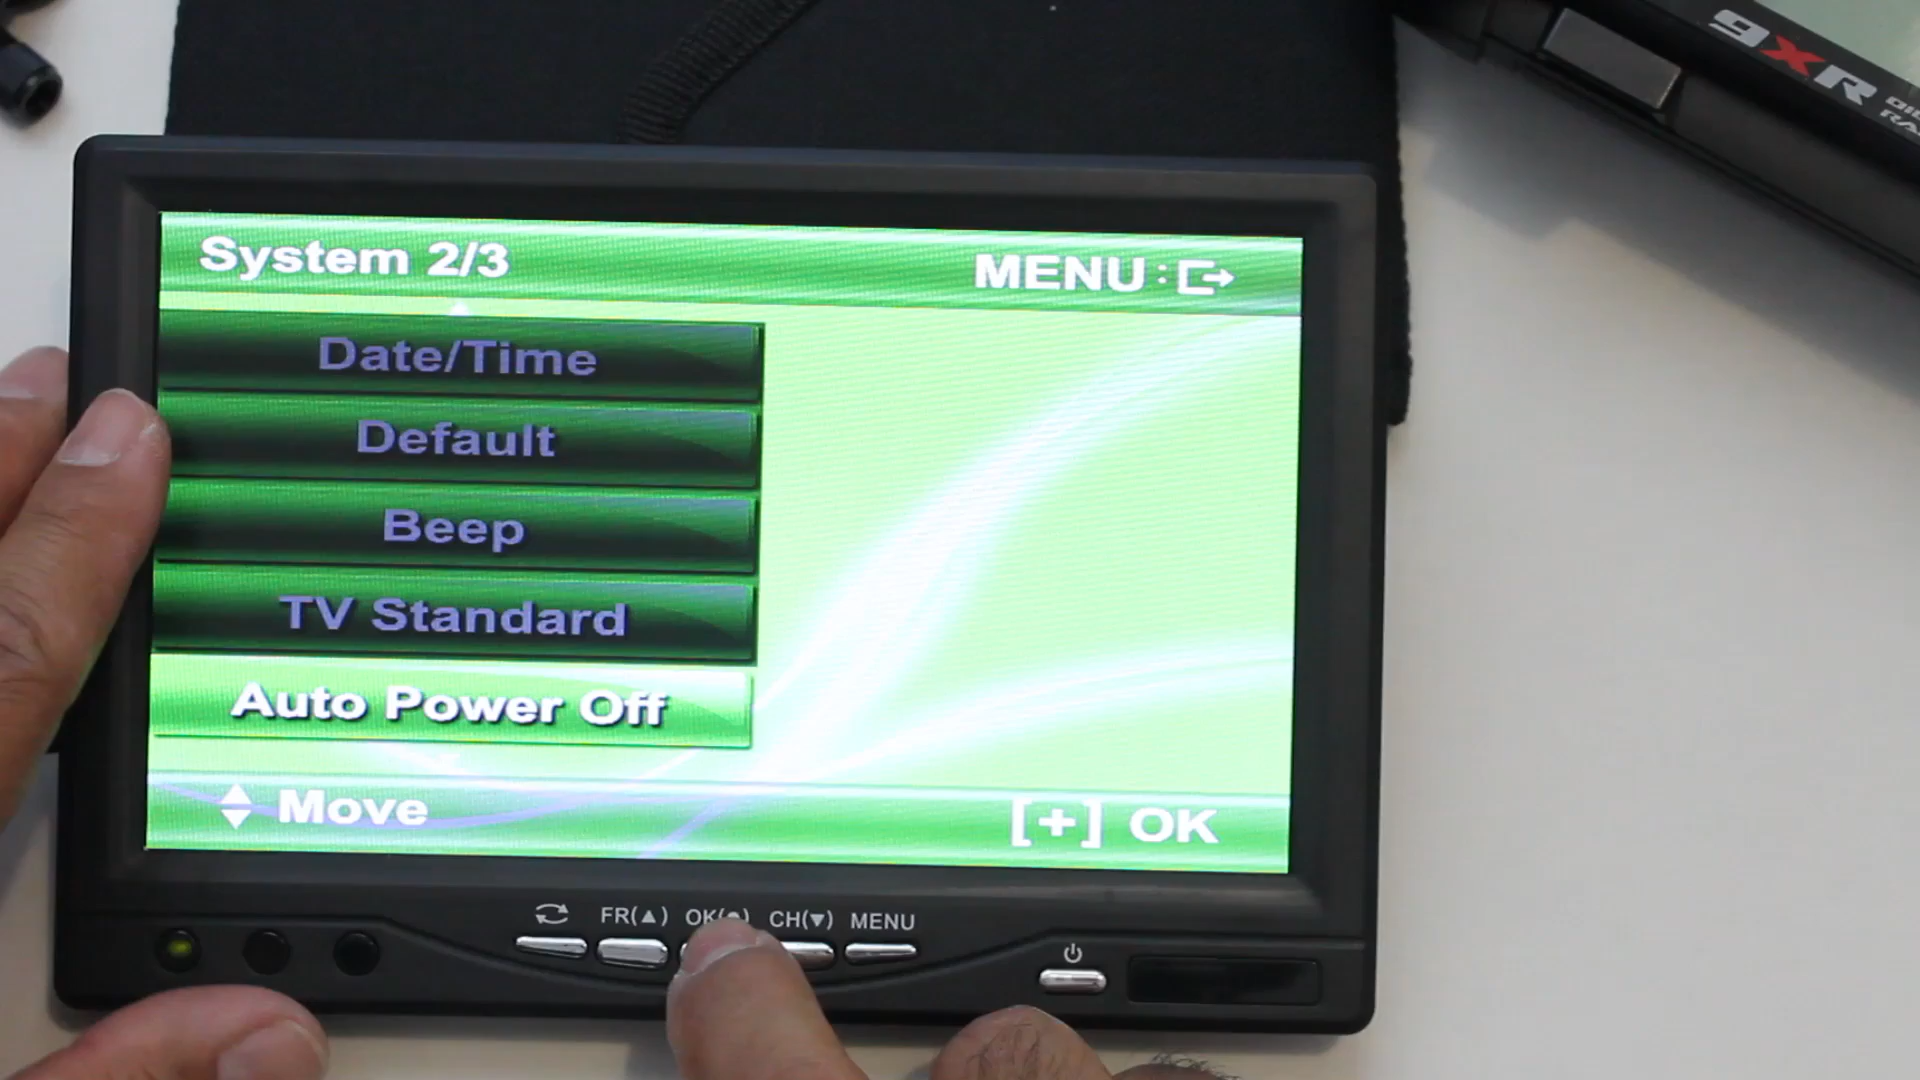 9XR
System 2/3
MENU:
Date/Time
Default
Beep
TV Standard
Auto Power Off
Move
[+] OK
FR(▲) OK(●) CH(▼) MENU